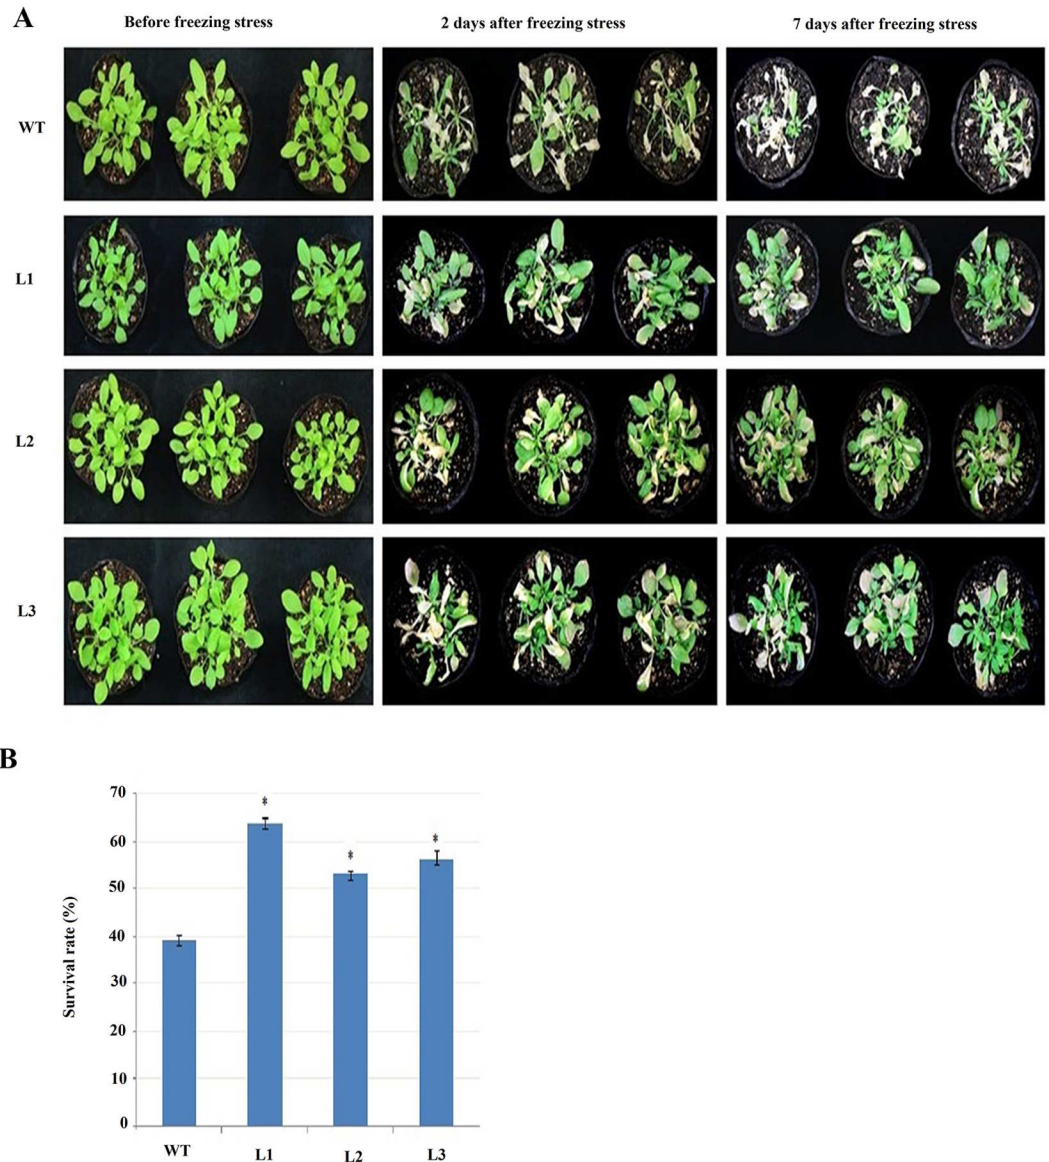 A
Before freezing stress
2 days after freezing stress
7 days after freezing stress
WT
L1
L2
L3
B
70
60
50
40
30
20
10
0
Survival rate (%)
*
*
*
WT
L1
L2
L3